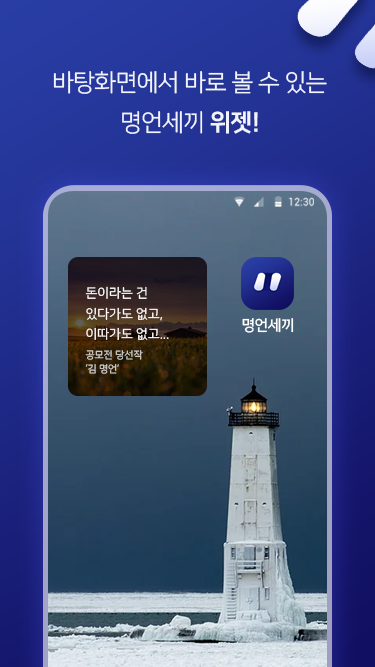 바탕화면에서 바로 볼 수 있는
명언세끼 위젯!
12:30
돈이라는 건
있다가도 없고,
이따가도 없고...
공모전 당선작
'김 명언'
명언세끼